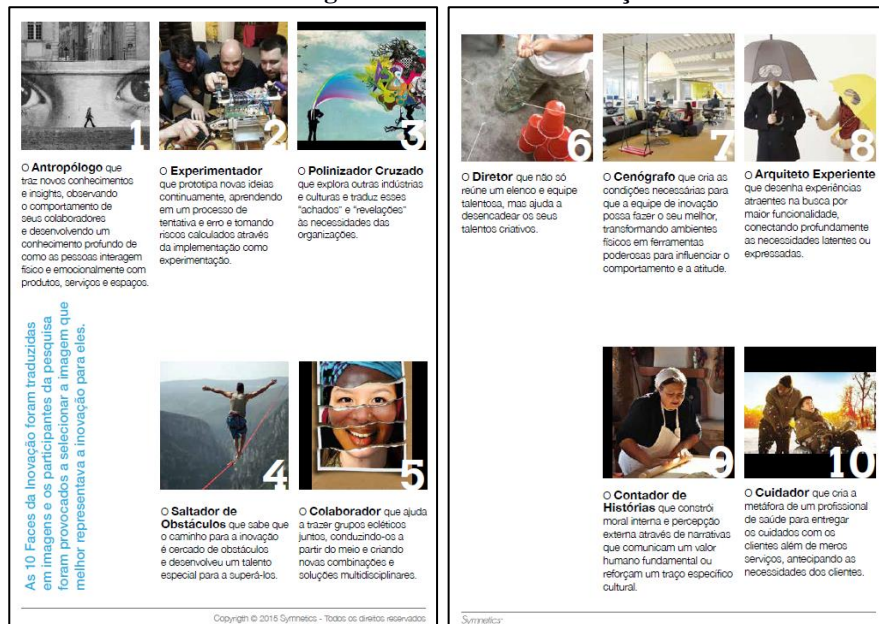 1
2
3
O Antropólogo que
traz novos conhecimentos
e insights, observando
o comportamento de
seus colaboradores
e desenvolvendo um
conhecimento profundo de
como as pessoas interagem
físico e emocionalmente com
produtos, serviços e espaços.
O Experimentador
que prototipa novas ideias
continuamente, aprendendo
em um processo de
tentativa e erro e tomando
riscos calculados através
da implementação como
experimentação.
O Polinizador Cruzado
que explora outras indústrias
e culturas e traduz esses
"achados" e "revelações"
às necessidades das
organizações.
As 10 Faces da Inovação foram traduzidas
em imagens e os participantes da pesquisa
foram provocados a selecionar a imagem que
melhor representava a inovação para eles.
4
5
O Saltador de
Obstáculos que sabe que
o caminho para a inovação
é cercado de obstáculos
e desenvolveu um talento
especial para a superá-los.
O Colaborador que ajuda
a trazer grupos ecléticos
juntos, conduzindo-os a
partir do meio e criando
novas combinações e
soluções multidisciplinares.
Copyrigth © 2015 Symnetics - Todos os direitos reservados
6
7
8
O Diretor que não só
reúne um elenco e equipe
talentosa, mas ajuda a
desencadear os seus
talentos criativos.
O Cenógrafo que cria as
condições necessárias para
que a equipe de inovação
possa fazer o seu melhor,
transformando ambientes
físicos em ferramentas
poderosas para influenciar o
comportamento e a atitude.
O Arquiteto Experiente
que desenha experiências
atraentes na busca por
maior funcionalidade,
conectando profundamente
as necessidades latentes ou
expressadas.
9
10
O Contador de
Histórias que constrói
moral interna e percepção
externa através de narrativas
que comunicam um valor
humano fundamental ou
reforçam um traço específico
cultural.
O Cuidador que cria a
metáfora de um profissional
de saúde para entregar
os cuidados com os
clientes além de meros
serviços, antecipando as
necessidades dos clientes.
Symnetics